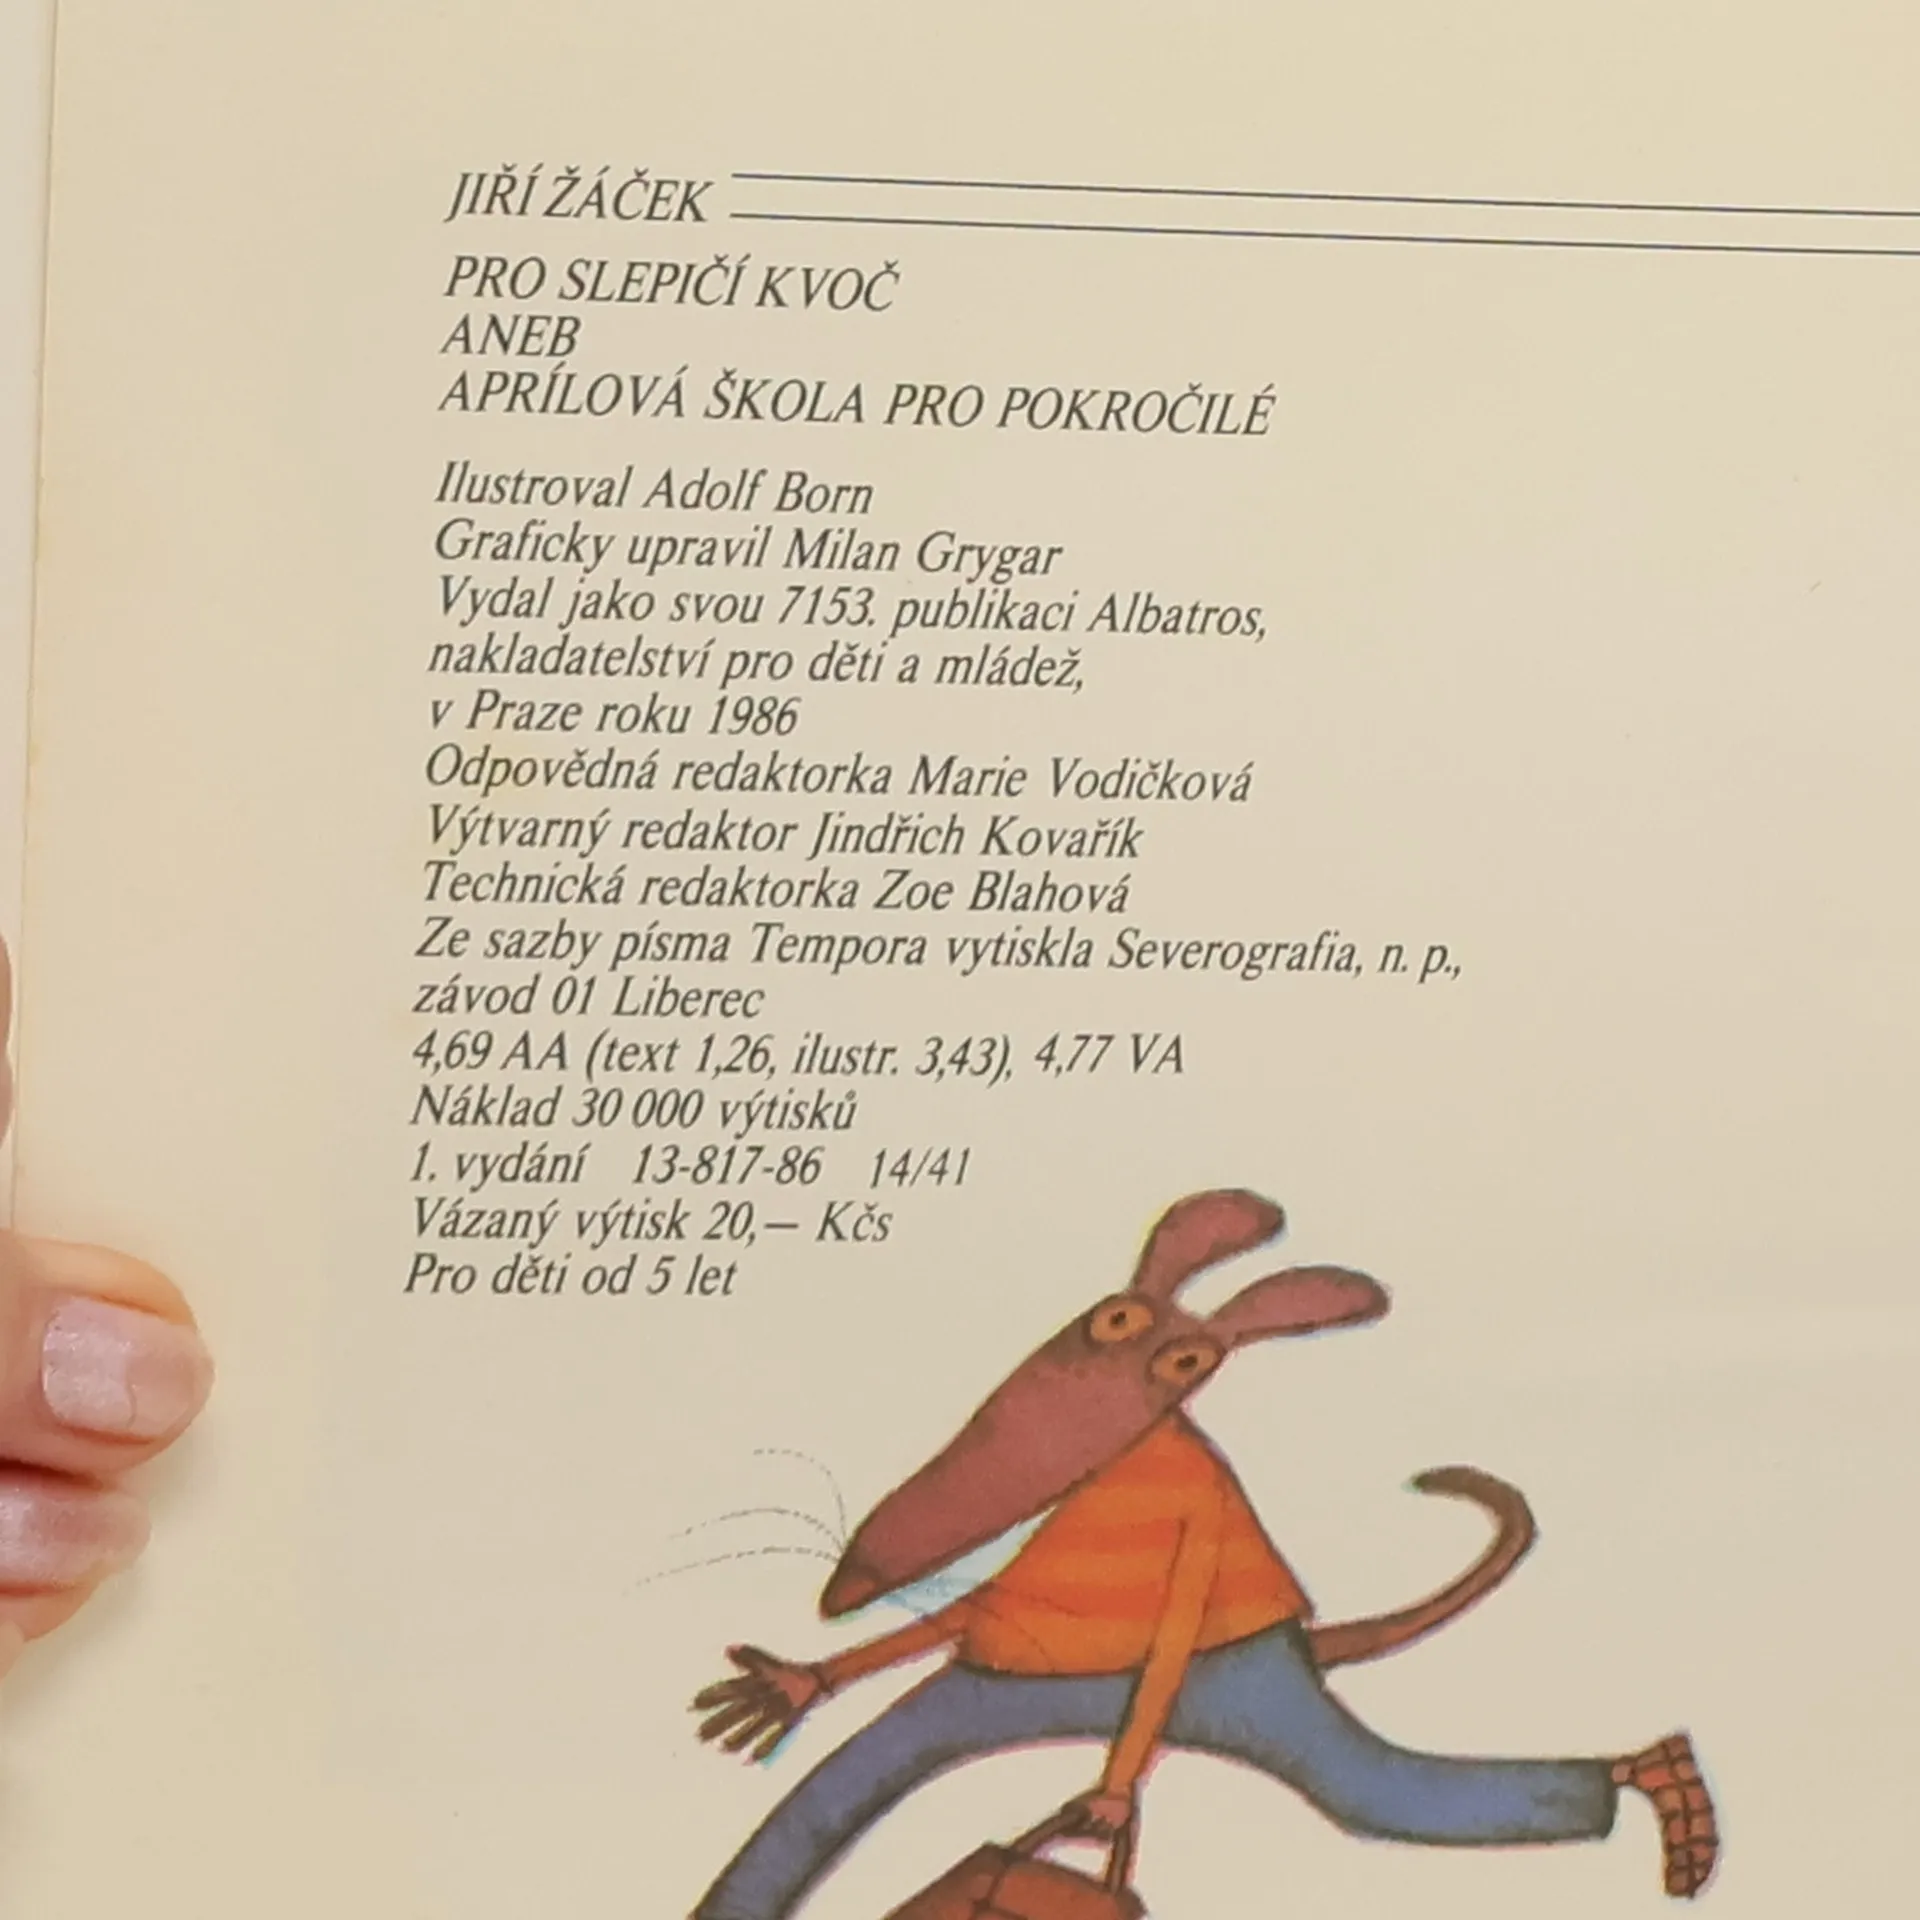 JIŘÍ ŽÁČEK
PRO SLEPIČÍ KVOČ
ANEB
APRÍLOVÁ ŠKOLA PRO POKROČILÉ
Ilustroval Adolf Born
Graficky upravil Milan Grygar
Vydal jako svou 7153. publikaci Albatros,
nakladatelství pro děti a mládež,
v Praze roku 1986
Odpovědná redaktorka Marie Vodičková
Výtvarný redaktor Jindřich Kovařík
Technická redaktorka Zoe Blahová
Ze sazby písma Tempora vytiskla Severografia, n. p.,
závod 01 Liberec
4,69 AA (text 1,26, ilustr. 3,43), 4,77 VA
Náklad 30 000 výtisků
1. vydání 13-817-86 14/41
Vázaný výtisk 20,— Kčs
Pro děti od 5 let